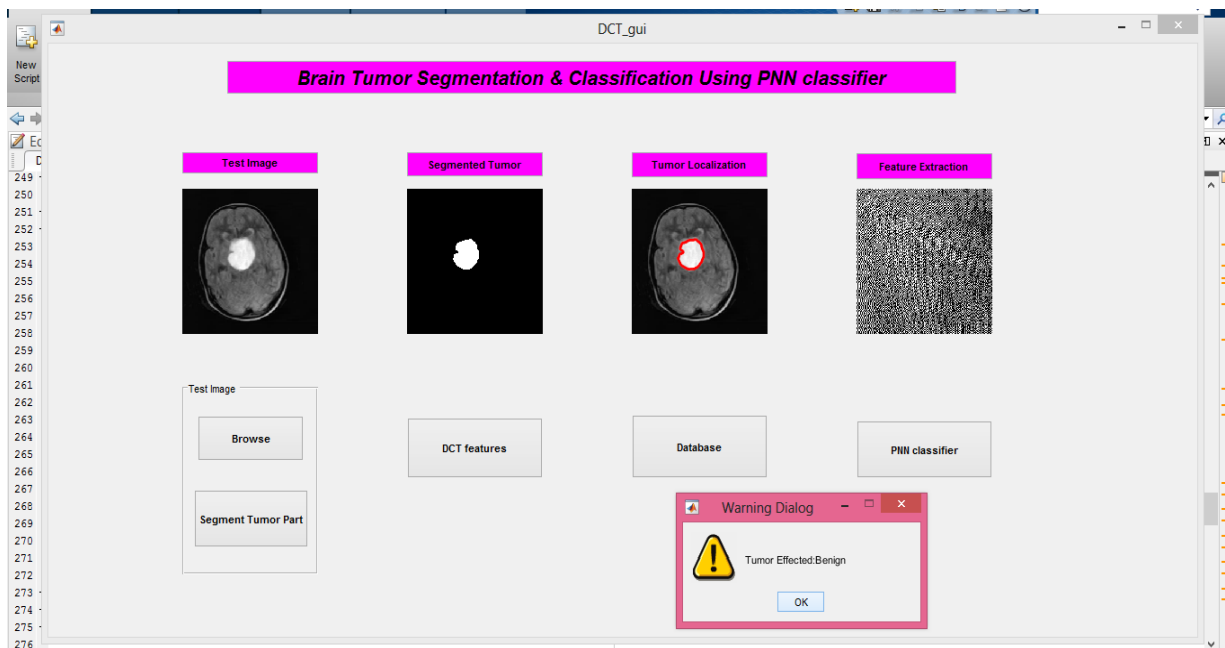 DCT_gui
New
Script
Brain Tumor Segmentation & Classification Using PNN classifier
Test Image
Segmented Tumor
Tumor Localization
Feature Extraction
249
250
251
252
253
254
255
256
257
258
259
260
261
262
263
264
265
266
267
268
269
270
271
272
273
274
275
276
Test Image
Browse
Segment Tumor Part
DCT features
Database
PNN classifier
Warning Dialog
Tumor Effected:Benign
OK